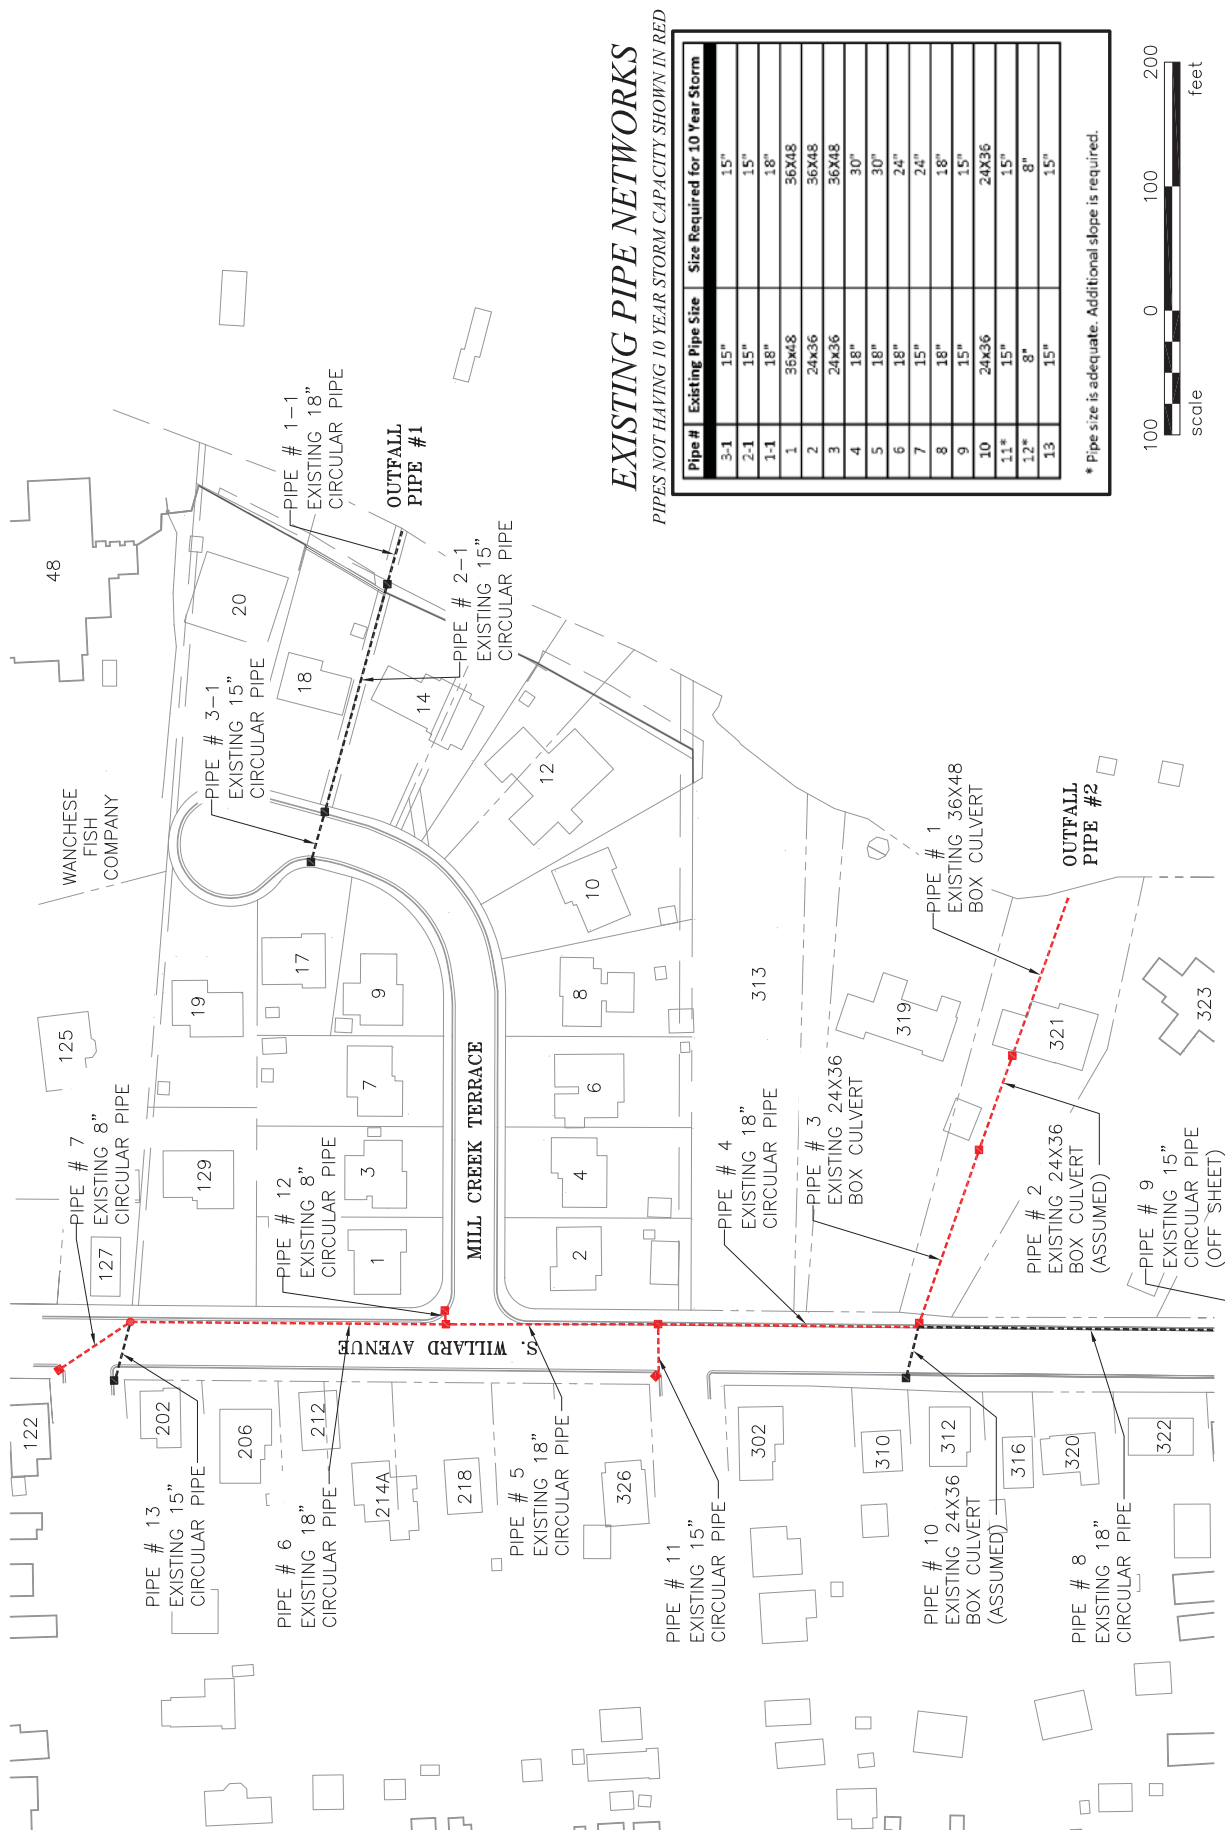 EXISTING PIPE NETWORKS
PIPES NOT HAVING 10 YEAR STORM CAPACITY SHOWN IN RED
Pipe # Existing Pipe Size Size Required for 10 Year Storm
3-1 15" 15"
2-1 15" 15"
1-1 18" 18"
1 36X48 36X48
2 24x36 36X48
3 24x36 36X48
4 18" 30"
5 18" 30"
6 18" 24"
7 15" 24"
8 18" 18"
9 15" 15"
10 24x36 24X36
11* 15" 15"
12* 8" 8"
13 15" 15"
* Pipe size is adequate. Additional slope is required.
100 0 100 200
scale feet
48
20
18
14
12
10
WANCHESE
FISH
COMPANY
PIPE # 3-1
EXISTING 15"
CIRCULAR PIPE
PIPE # 1-1
EXISTING 18"
CIRCULAR PIPE
OUTFALL
PIPE #1
PIPE # 2-1
EXISTING 15"
CIRCULAR PIPE
125
19
17
9
8
7
6
129
3
4
127
1
2
PIPE # 7
EXISTING 8"
CIRCULAR PIPE
PIPE # 12
EXISTING 8"
CIRCULAR PIPE
MILL CREEK TERRACE
313
319
321
323
PIPE # 1
EXISTING 36X48
BOX CULVERT
OUTFALL
PIPE #2
PIPE # 4
EXISTING 18"
CIRCULAR PIPE
PIPE # 3
EXISTING 24X36
BOX CULVERT
PIPE # 2
EXISTING 24X36
BOX CULVERT
(ASSUMED)
PIPE # 9
EXISTING 15"
CIRCULAR PIPE
(OFF SHEET)
S. WILLARD AVENUE
122
202
206
212
214A
218
326
302
310
312
316
320
322
PIPE # 13
EXISTING 15"
CIRCULAR PIPE
PIPE # 6
EXISTING 18"
CIRCULAR PIPE
PIPE # 5
EXISTING 18"
CIRCULAR PIPE
PIPE # 11
EXISTING 15"
CIRCULAR PIPE
PIPE # 10
EXISTING 24X36
BOX CULVERT
(ASSUMED)
PIPE # 8
EXISTING 18"
CIRCULAR PIPE